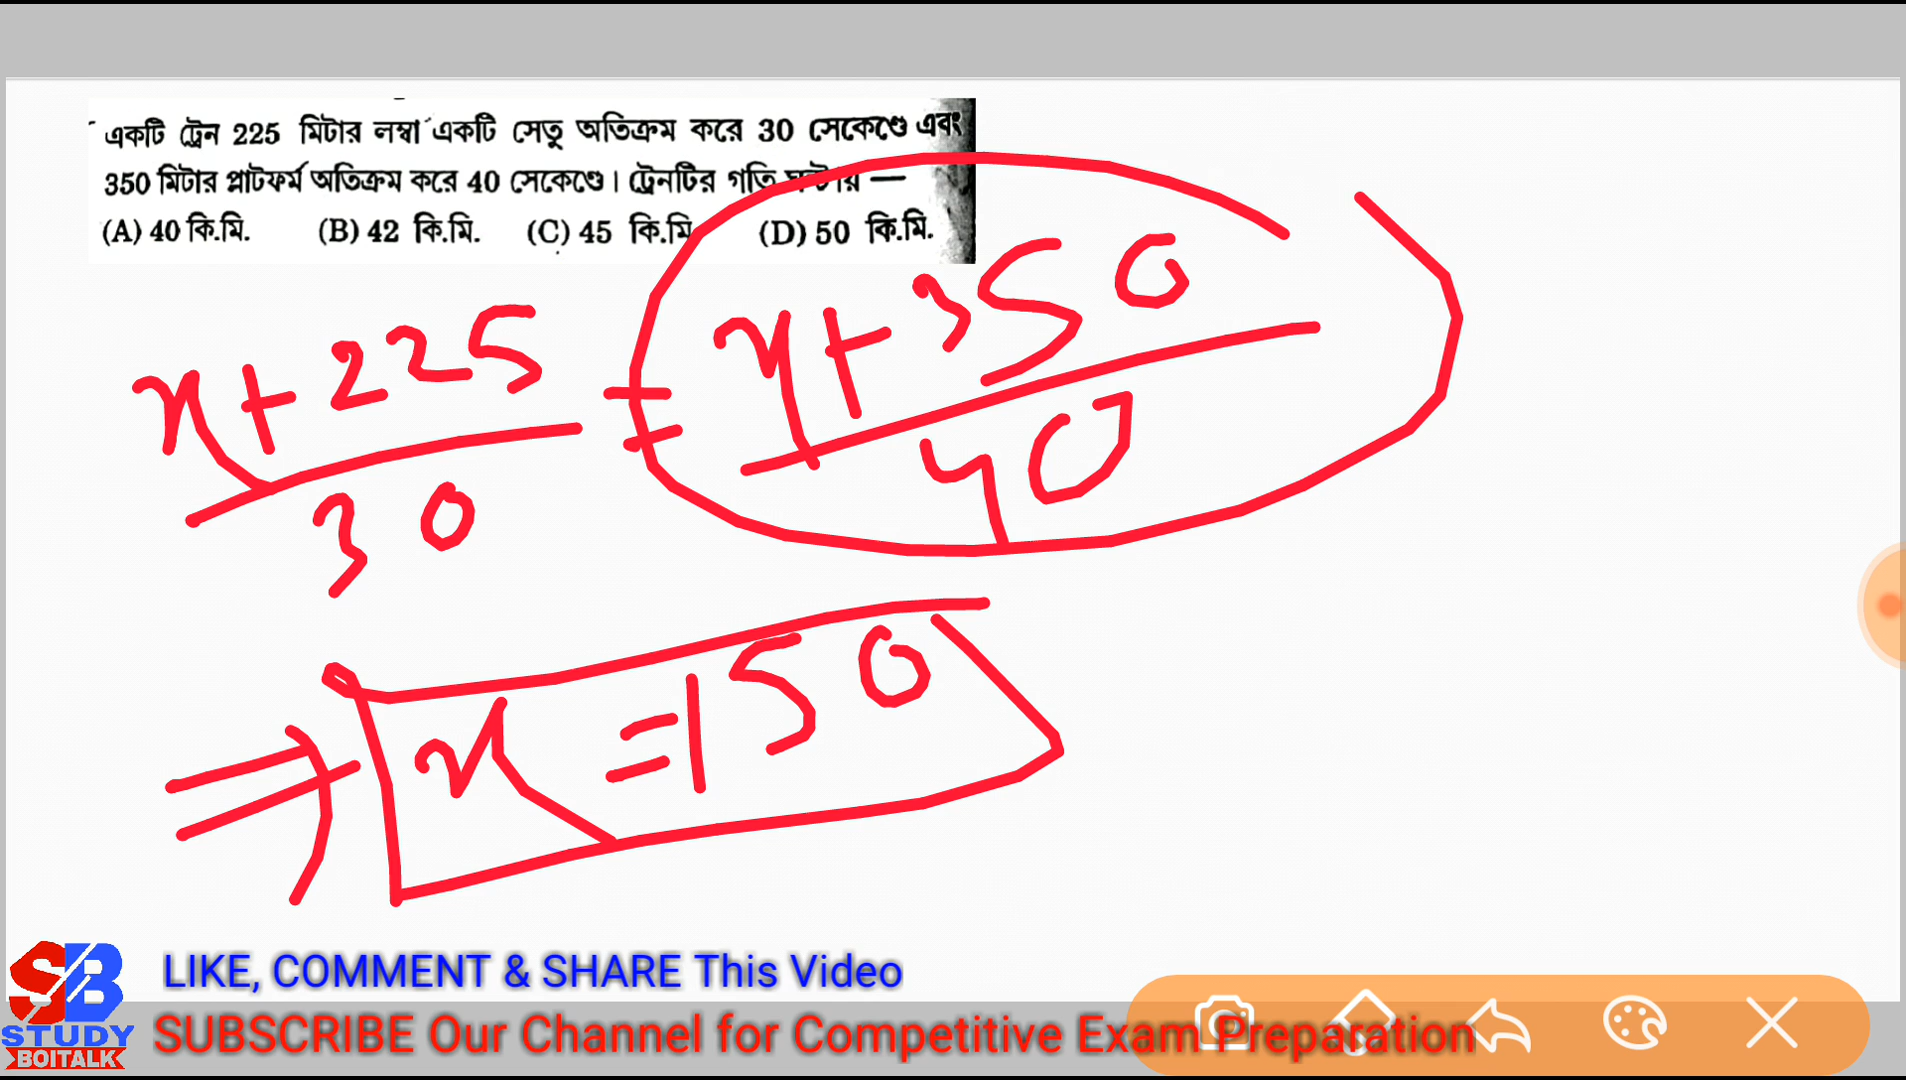 একটি ট্রেন 225 মিটার লম্বা একটি সেতু অতিক্রম করে 30 সেকেণ্ডে এবং
350 মিটার প্লাটফর্ম অতিক্রম করে 40 সেকেণ্ডে। ট্রেনটির গতি ঘন্টায় —
(A) 40 কি.মি. (B) 42 কি.মি. (C) 45 কি.মি. (D) 50 কি.মি.
x+225 = x+350
30 40
⇒ x = 150
LIKE, COMMENT & SHARE This Video
SB
STUDY
BOITALK
SUBSCRIBE Our Channel for Competitive Exam Preparation